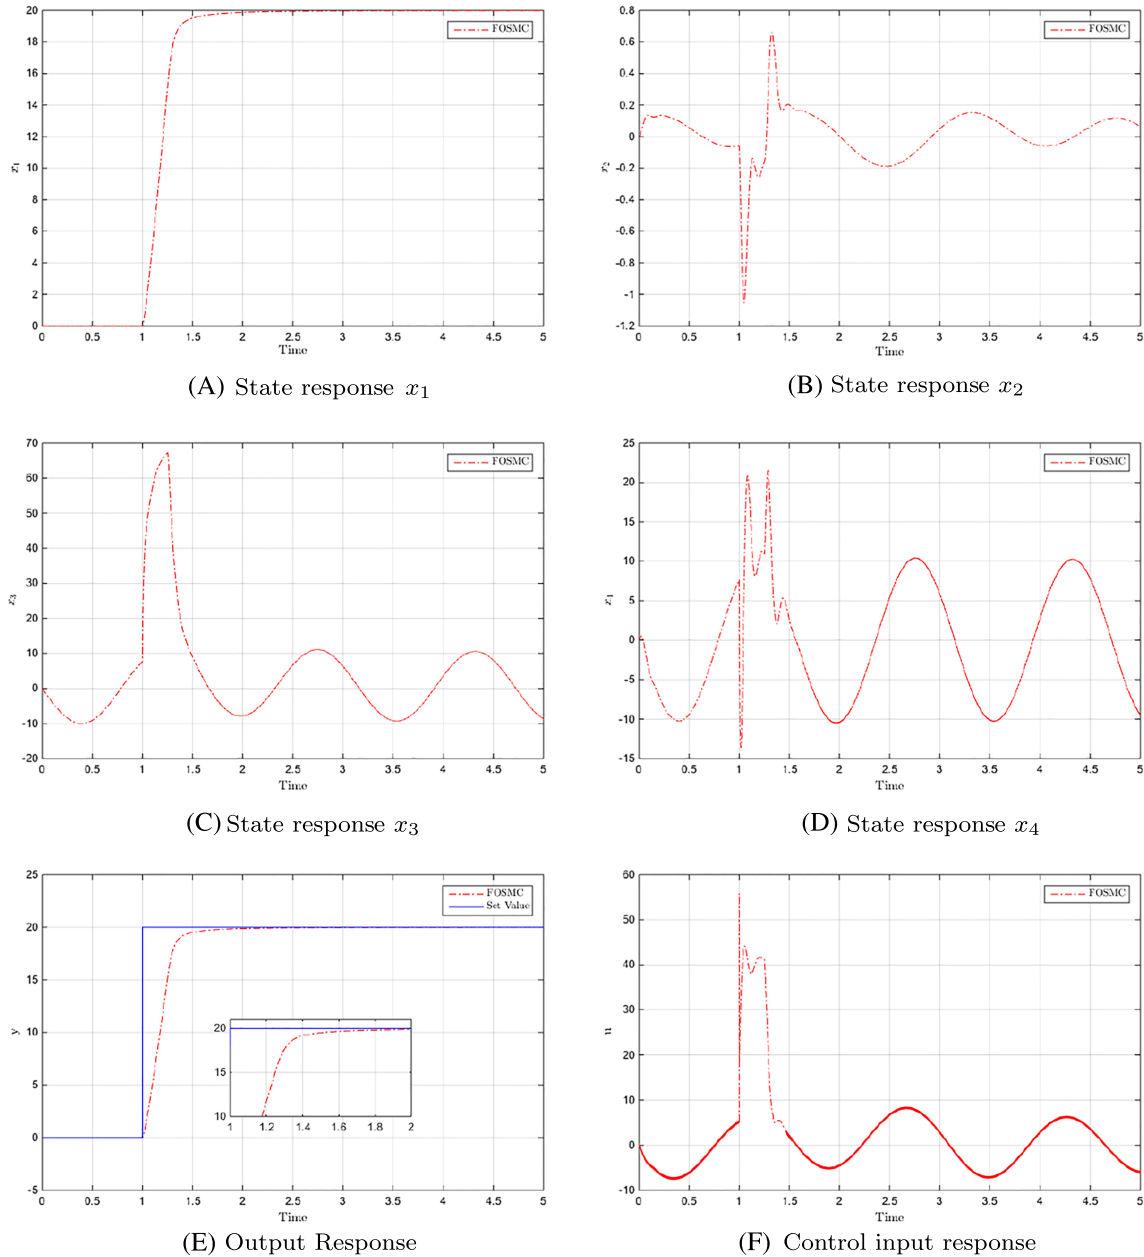 FOSMC
x1
20
18
16
14
12
10
8
6
4
2
0
0 0.5 1 1.5 2 2.5 3 3.5 4 4.5 5
Time
(A) State response x1
FOSMC
x2
0.8
0.6
0.4
0.2
0
-0.2
-0.4
-0.6
-0.8
-1
-1.2
0 0.5 1 1.5 2 2.5 3 3.5 4 4.5 5
Time
(B) State response x2
FOSMC
x3
70
60
50
40
30
20
10
0
-10
-20
0 0.5 1 1.5 2 2.5 3 3.5 4 4.5 5
Time
(C) State response x3
FOSMC
x4
25
20
15
10
5
0
-5
-10
-15
0 0.5 1 1.5 2 2.5 3 3.5 4 4.5 5
Time
(D) State response x4
FOSMC
Set Value
y
25
20
15
10
5
0
-5
20
15
10
1 1.2 1.4 1.6 1.8 2
0 0.5 1 1.5 2 2.5 3 3.5 4 4.5 5
Time
(E) Output Response
FOSMC
u
60
50
40
30
20
10
0
-10
0 0.5 1 1.5 2 2.5 3 3.5 4 4.5 5
Time
(F) Control input response